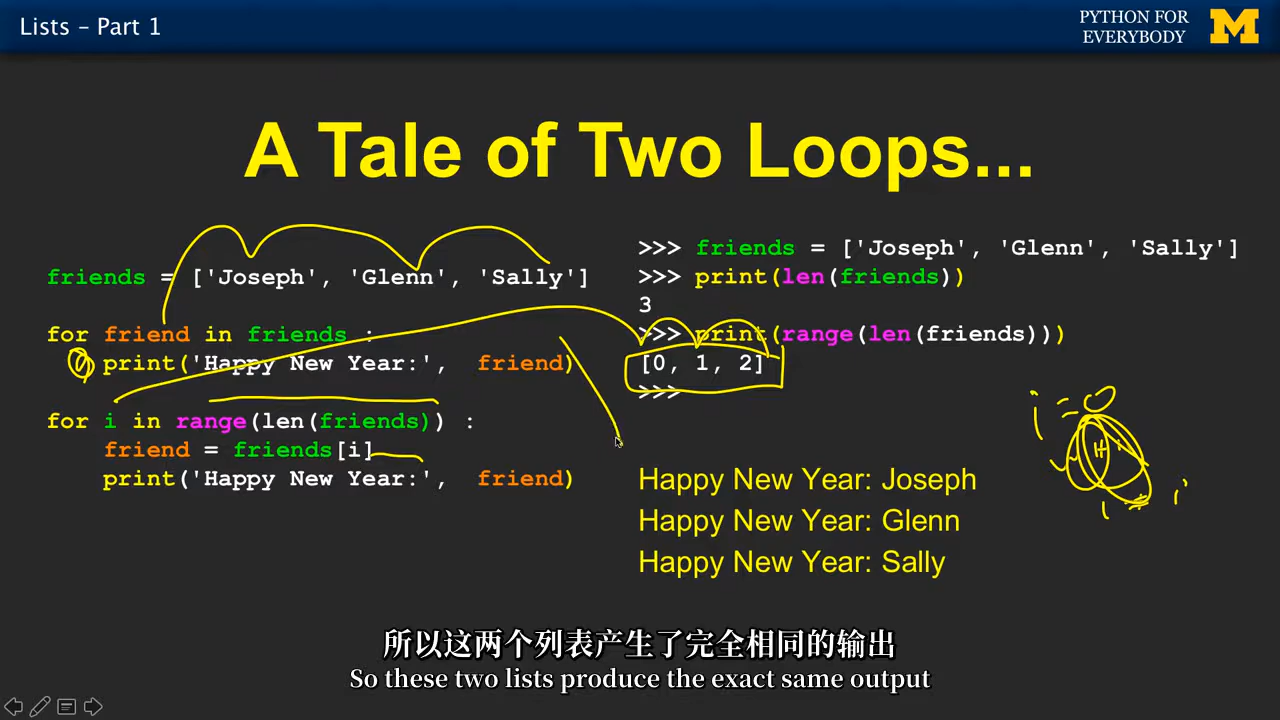 Lists – Part 1
PYTHON FOR
EVERYBODY
M
A Tale of Two Loops...
friends = ['Joseph', 'Glenn', 'Sally']
for friend in friends :
print('Happy New Year:', friend)
for i in range(len(friends)) :
friend = friends[i]
print('Happy New Year:', friend)
>>> friends = ['Joseph', 'Glenn', 'Sally']
>>> print(len(friends))
3
>>> print(range(len(friends)))
[0, 1, 2]
>>>
i = 0
Happy New Year: Joseph
Happy New Year: Glenn
Happy New Year: Sally
所以这两个列表产生了完全相同的输出
So these two lists produce the exact same output